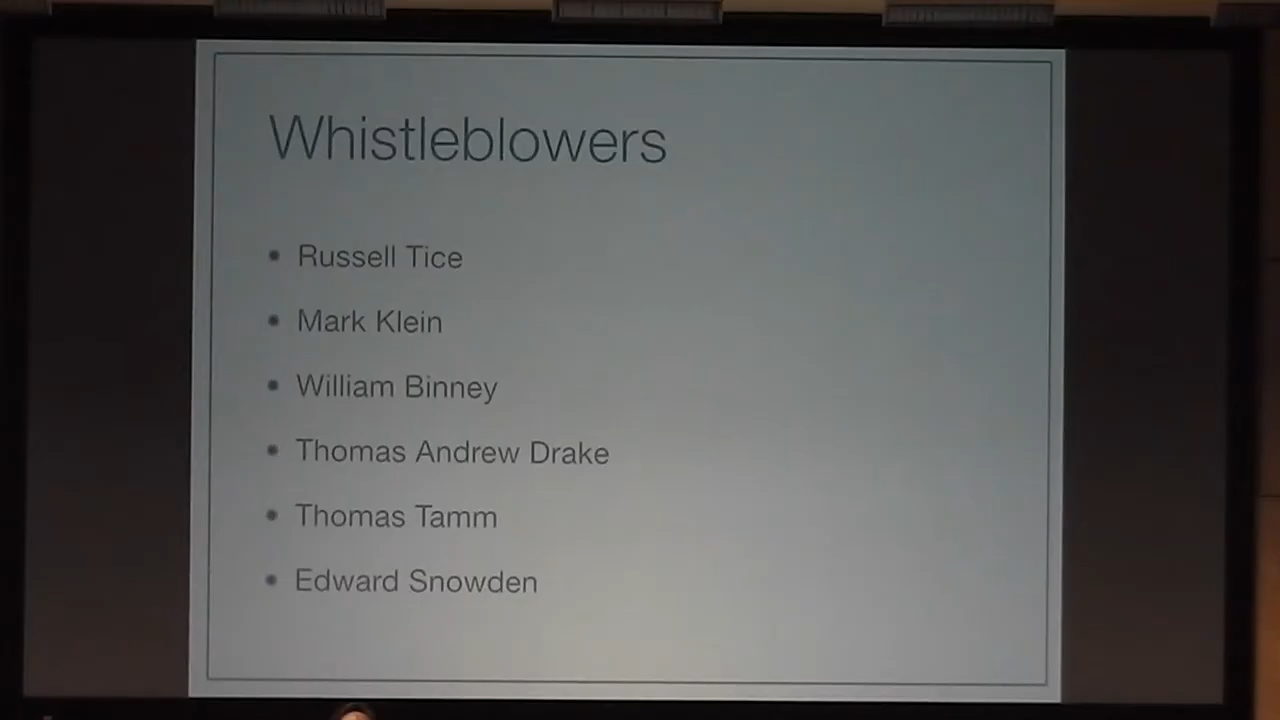 Whistleblowers
• Russell Tice
• Mark Klein
• William Binney
• Thomas Andrew Drake
• Thomas Tamm
• Edward Snowden